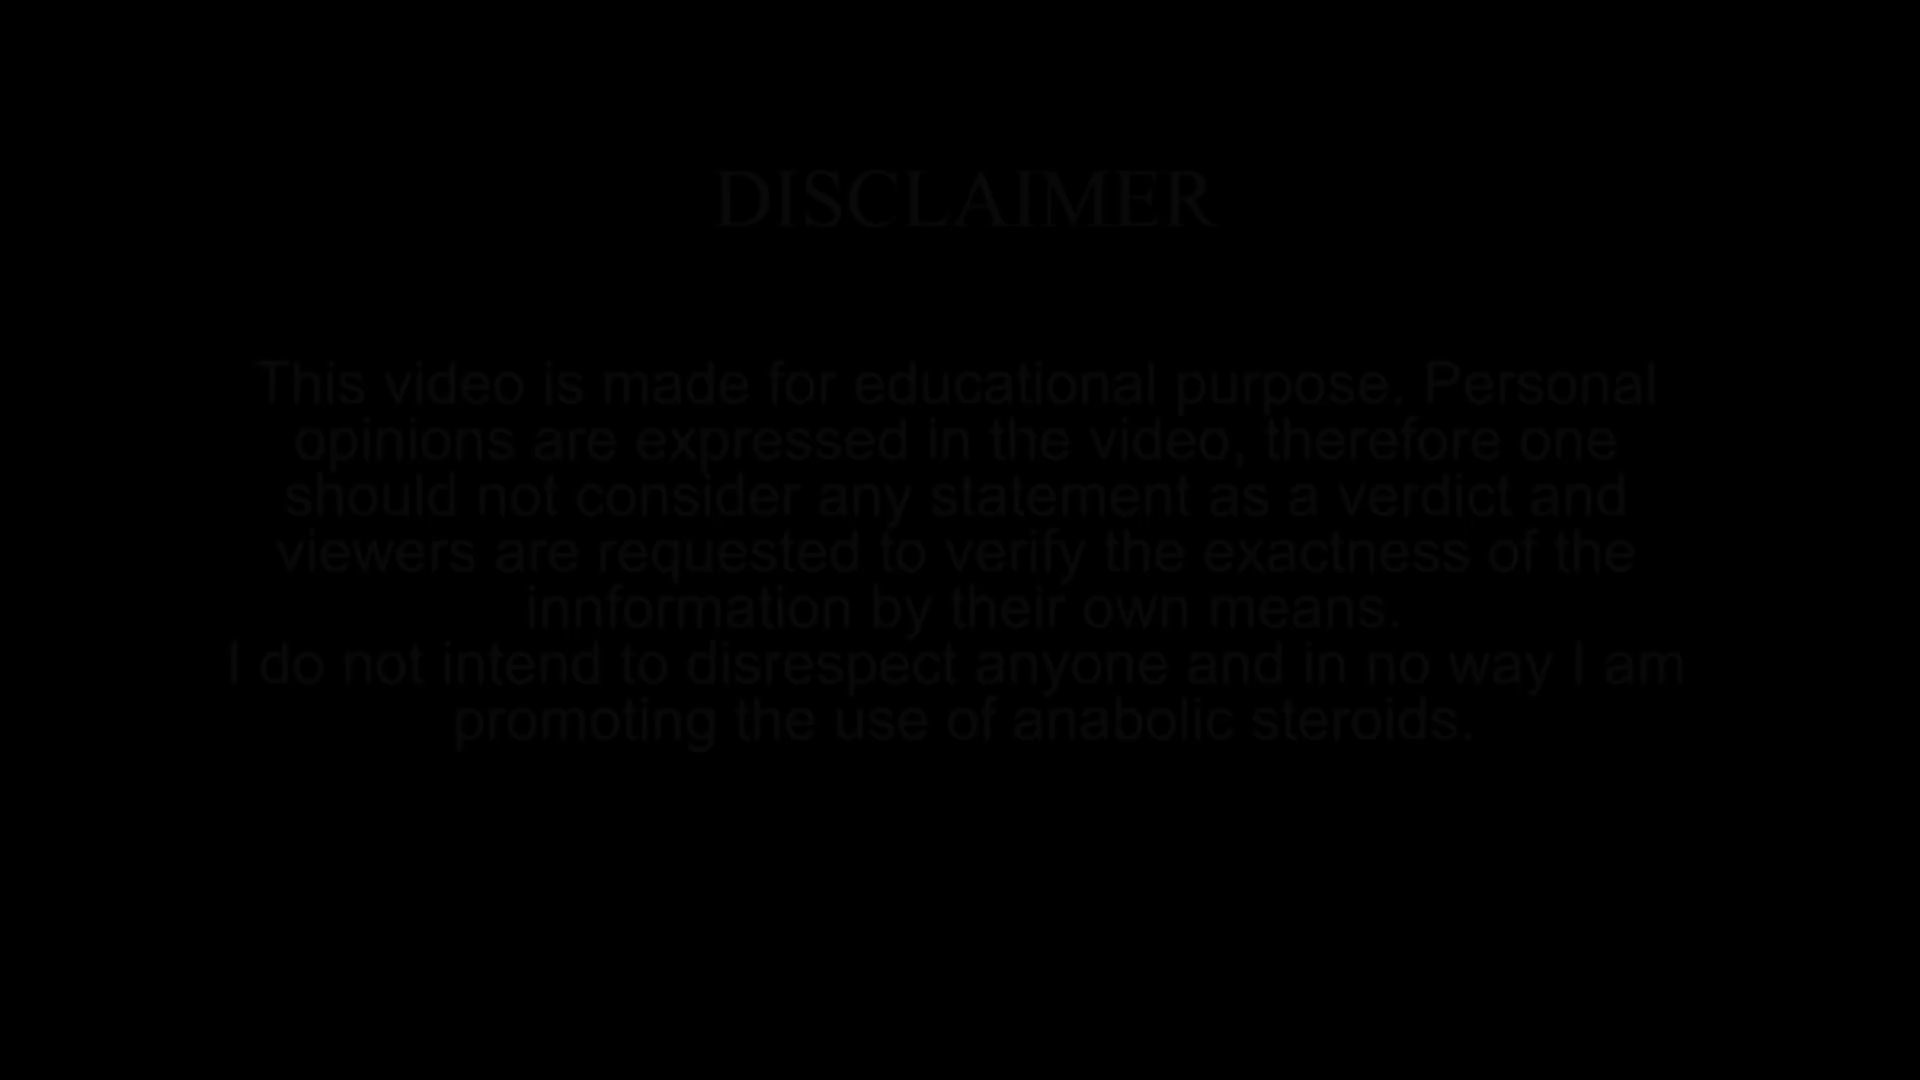 DISCLAIMER
This video is made for educational purpose. Personal
opinions are expressed in the video, therefore one
should not consider any statement as a verdict and
viewers are requested to verify the exactness of the
innformation by their own means.
I do not intend to disrespect anyone and in no way I am
promoting the use of anabolic steroids.